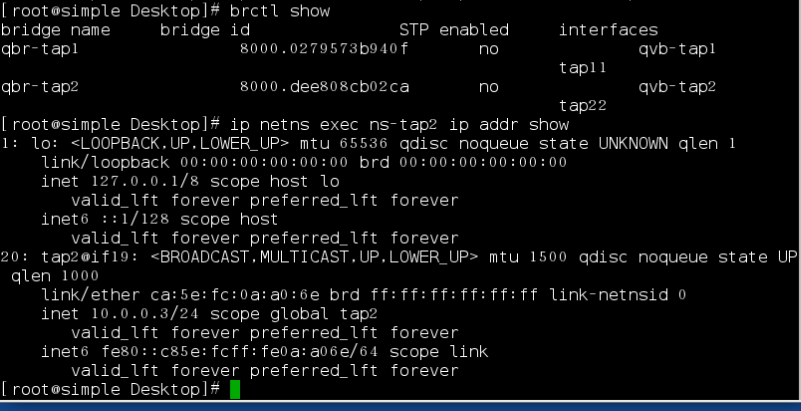 [root@simple Desktop]# brctl show
bridge name     bridge id               STP enabled     interfaces
qbr-tap1                8000.0279573b940f       no              qvb-tap1
                                                        tap11
qbr-tap2                8000.dee808cb02ca       no              qvb-tap2
                                                        tap22
[root@simple Desktop]# ip netns exec ns-tap2 ip addr show
1: lo: <LOOPBACK,UP,LOWER_UP> mtu 65536 qdisc noqueue state UNKNOWN qlen 1
    link/loopback 00:00:00:00:00:00 brd 00:00:00:00:00:00
    inet 127.0.0.1/8 scope host lo
       valid_lft forever preferred_lft forever
    inet6 ::1/128 scope host
       valid_lft forever preferred_lft forever
20: tap2@if19: <BROADCAST,MULTICAST,UP,LOWER_UP> mtu 1500 qdisc noqueue state UP
 qlen 1000
    link/ether ca:5e:fc:0a:a0:6e brd ff:ff:ff:ff:ff:ff link-netnsid 0
    inet 10.0.0.3/24 scope global tap2
       valid_lft forever preferred_lft forever
    inet6 fe80::c85e:fcff:fe0a:a06e/64 scope link
       valid_lft forever preferred_lft forever
[root@simple Desktop]#